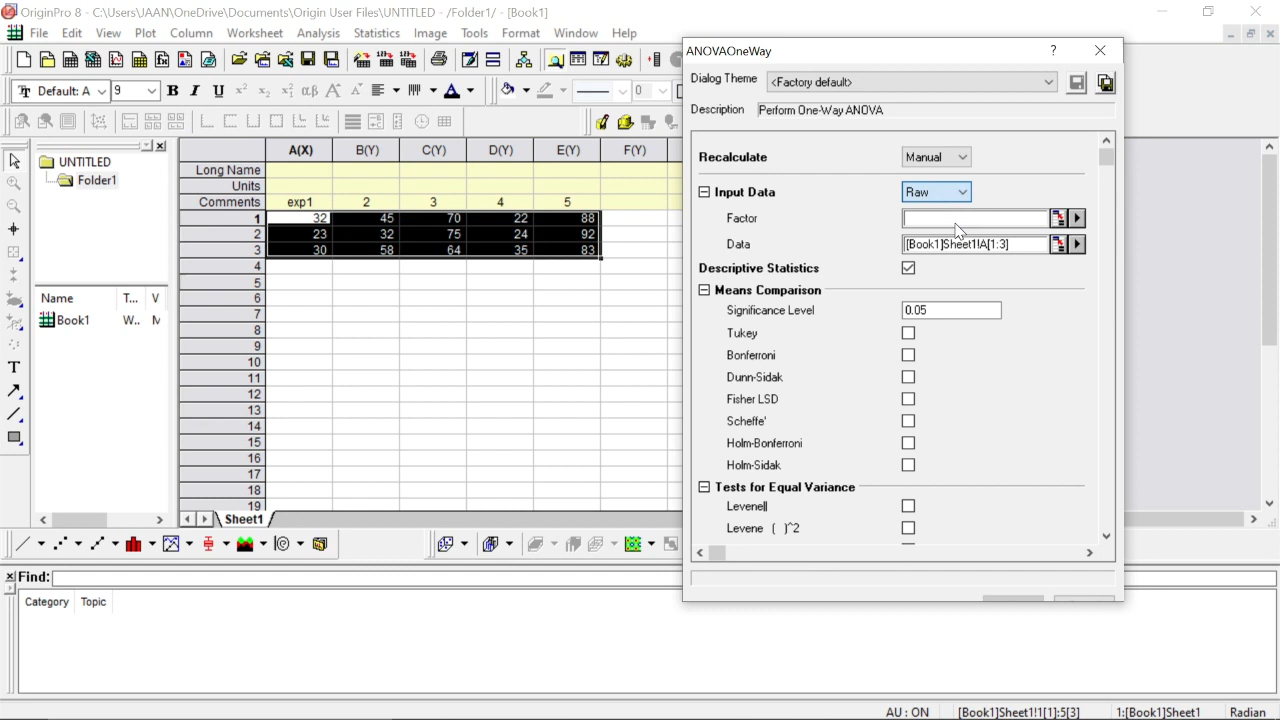 OriginPro 8 - C:\Users\JAAN\OneDrive\Documents\Origin User Files\UNTITLED - /Folder1/ - [Book1]
File Edit View Plot Column Worksheet Analysis Statistics Image Tools Format Window Help
Default: A 9 B I U 0
UNTITLED
Folder1
Name T... V
Book1 W.. M
A(X) B(Y) C(Y) D(Y) E(Y) F(Y)
Long Name
Units
Comments exp1 2 3 4 5
1 32 45 70 22 88
2 23 32 75 24 92
3 30 58 64 35 83
4
5
6
7
8
9
10
11
12
13
14
15
16
17
18
19
Sheet1
ANOVAOneWay ?
Dialog Theme <Factory default>
Description Perform One-Way ANOVA
Recalculate Manual
Input Data Raw
Factor
Data [Book1]Sheet1!A[1:3]
Descriptive Statistics
Means Comparison
Significance Level 0.05
Tukey
Bonferroni
Dunn-Sidak
Fisher LSD
Scheffe'
Holm-Bonferroni
Holm-Sidak
Tests for Equal Variance
Levene||
Levene ( )^2
Find:
Category Topic
AU : ON [Book1]Sheet1!1[1]:5[3] 1:[Book1]Sheet1 Radian